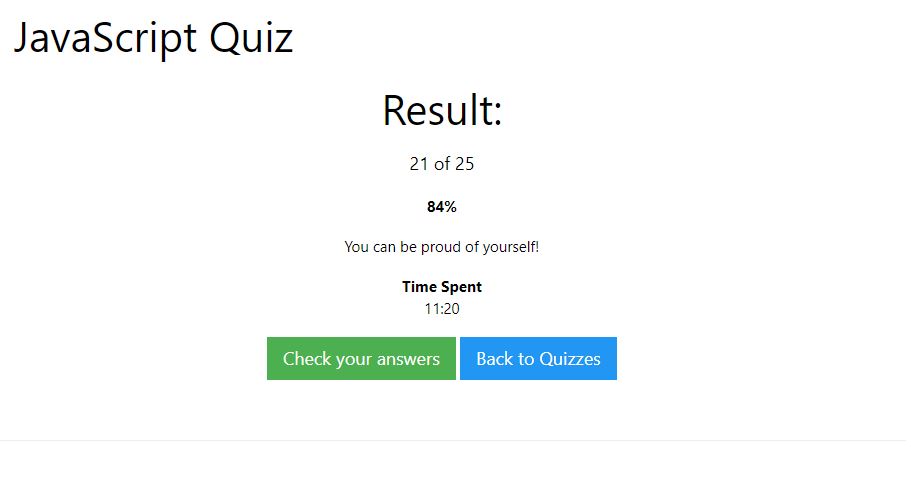 JavaScript Quiz
Result:
21 of 25
84%
You can be proud of yourself!
Time Spent
11:20
Check your answers Back to Quizzes